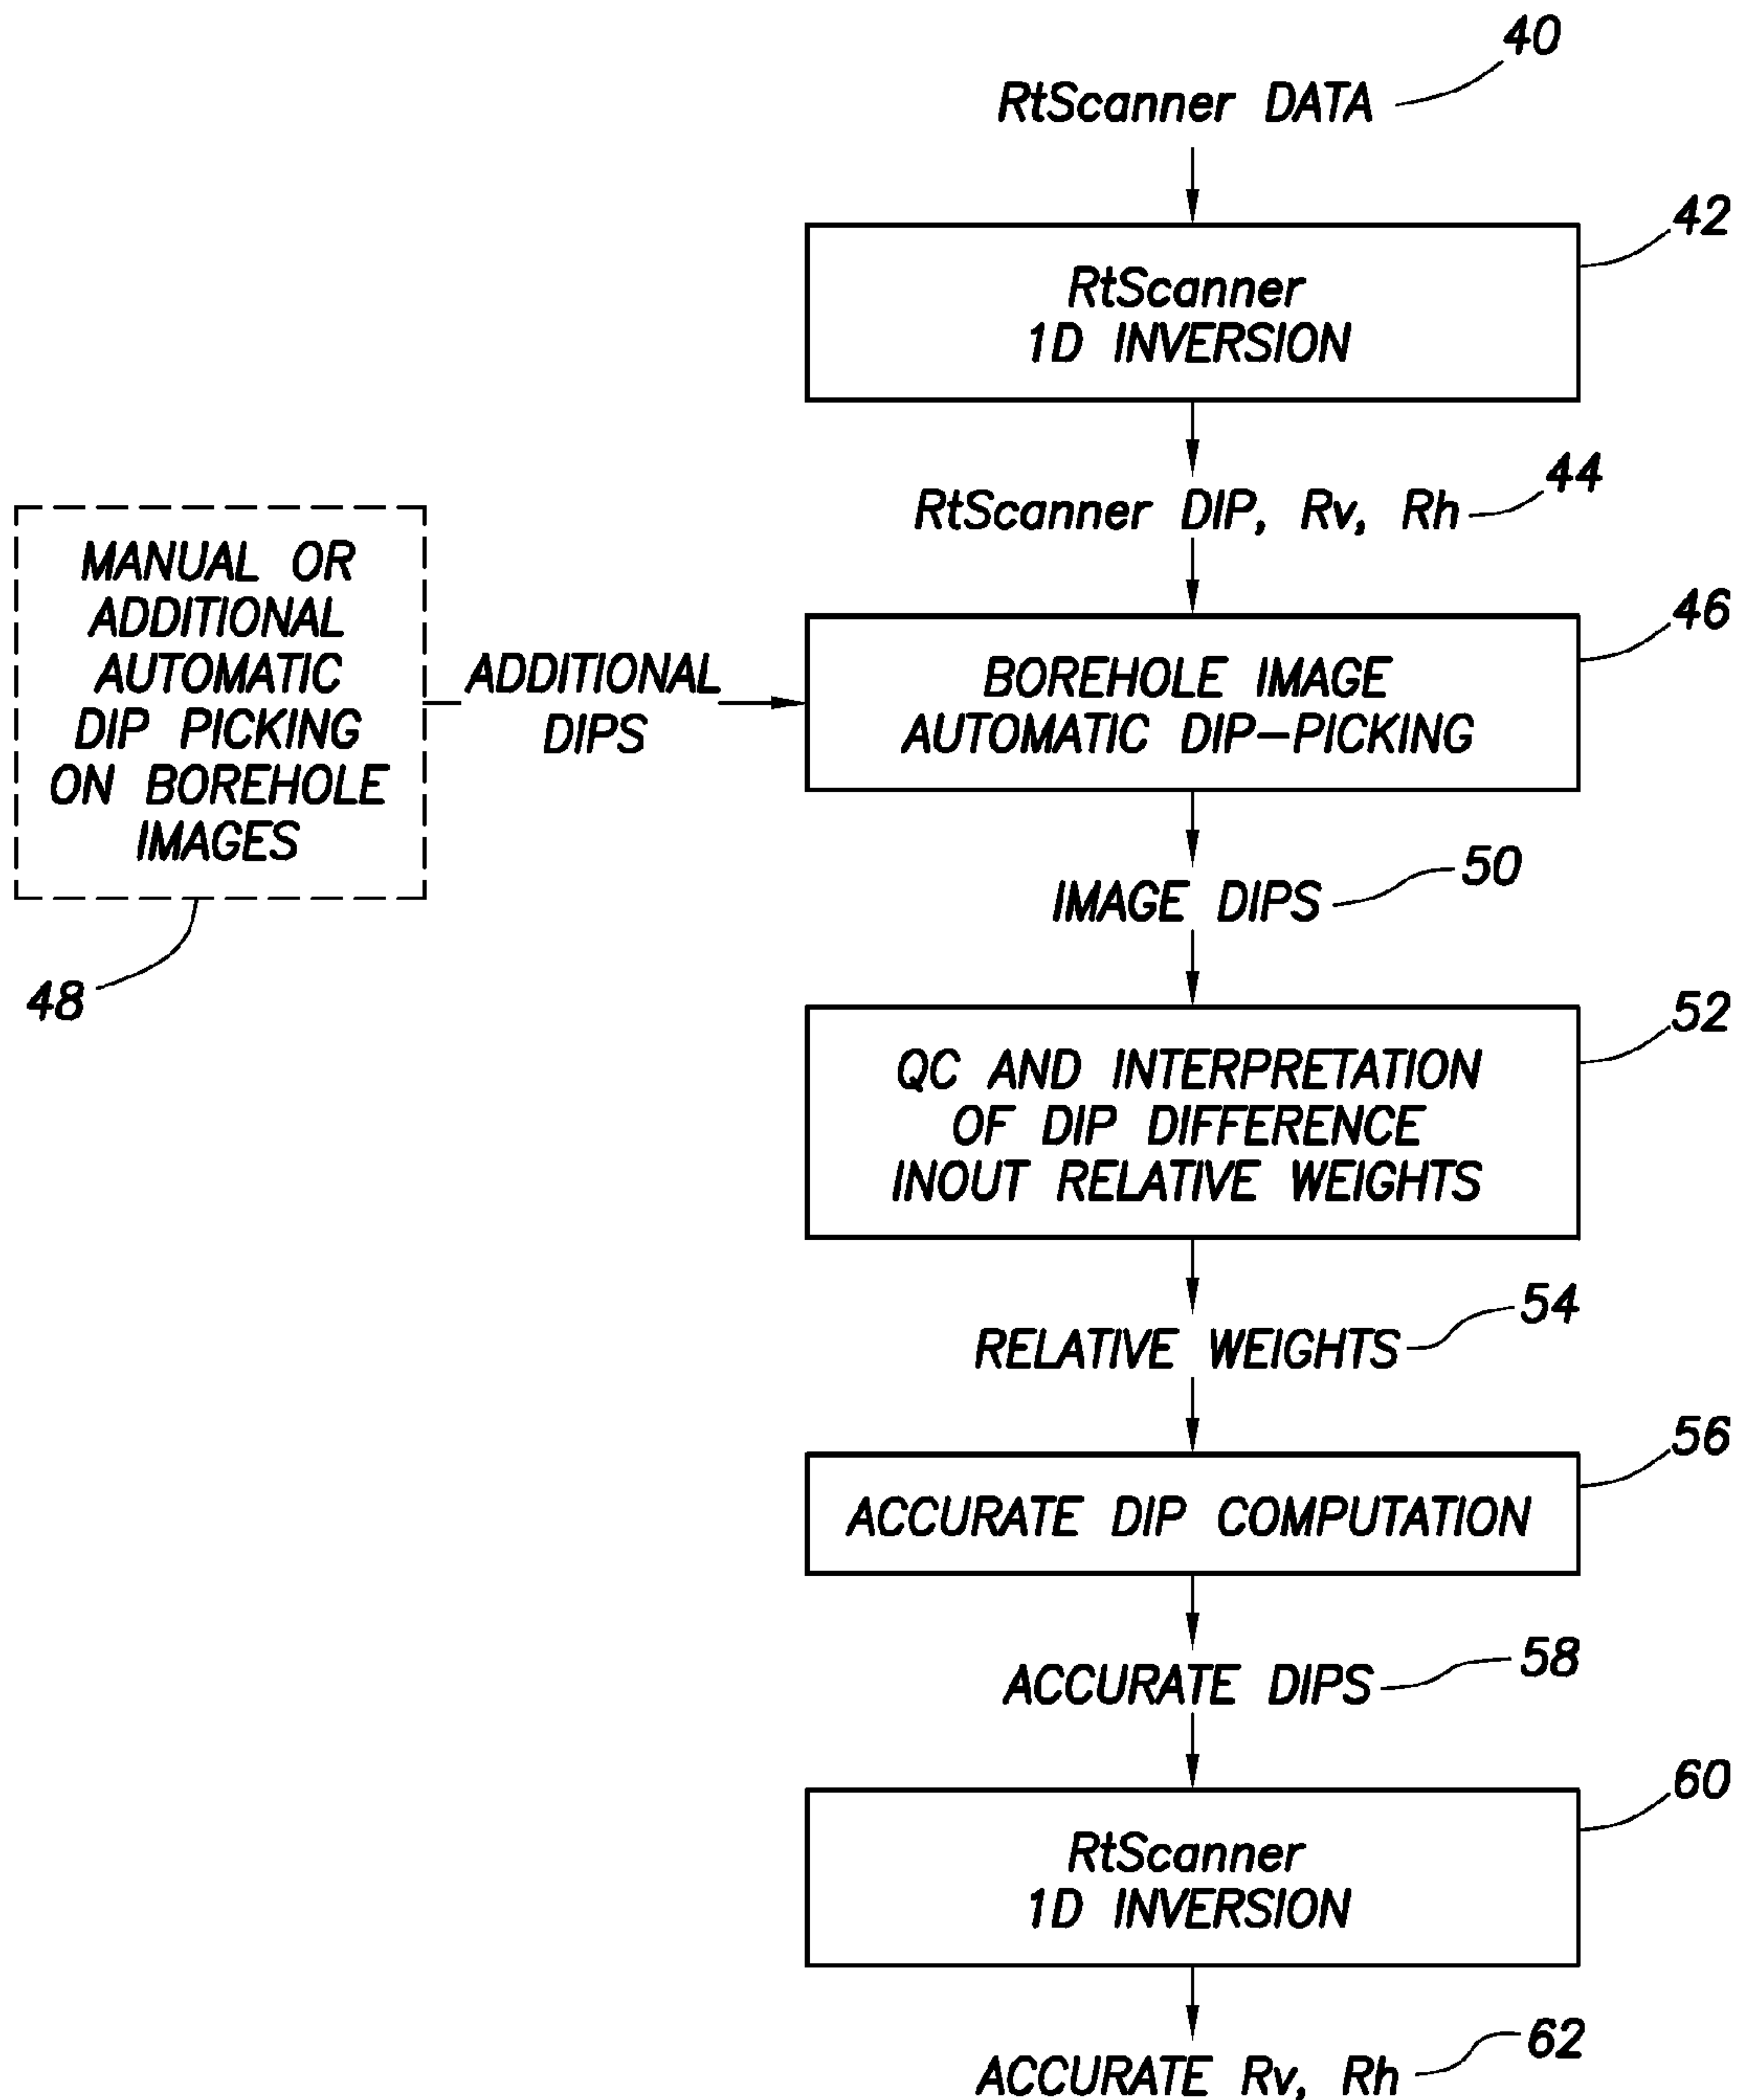 40
RtScanner DATA
42
RtScanner
1D INVERSION
44
RtScanner DIP, Rv, Rh
46
BOREHOLE IMAGE
AUTOMATIC DIP-PICKING
MANUAL OR
ADDITIONAL
AUTOMATIC
DIP PICKING
ON BOREHOLE
IMAGES
48
ADDITIONAL
DIPS
50
IMAGE DIPS
52
QC AND INTERPRETATION
OF DIP DIFFERENCE
INOUT RELATIVE WEIGHTS
54
RELATIVE WEIGHTS
56
ACCURATE DIP COMPUTATION
58
ACCURATE DIPS
60
RtScanner
1D INVERSION
62
ACCURATE Rv, Rh